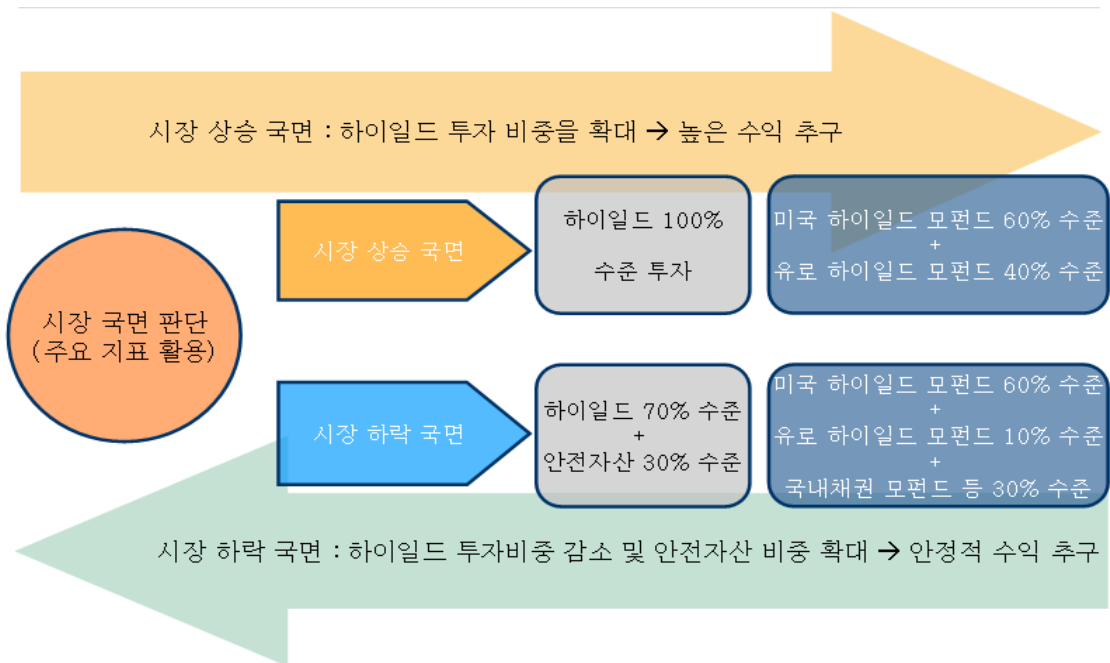 시장 상승 국면 : 하이일드 투자 비중을 확대 → 높은 수익 추구
시장 국면 판단
(주요 지표 활용)
시장 상승 국면
하이일드 100%
수준 투자
미국 하이일드 모펀드 60% 수준
+
유로 하이일드 모펀드 40% 수준
시장 하락 국면
하이일드 70% 수준
+
안전자산 30% 수준
미국 하이일드 모펀드 60% 수준
+
유로 하이일드 모펀드 10% 수준
+
국내채권 모펀드 등 30% 수준
시장 하락 국면 : 하이일드 투자비중 감소 및 안전자산 비중 확대 → 안정적 수익 추구